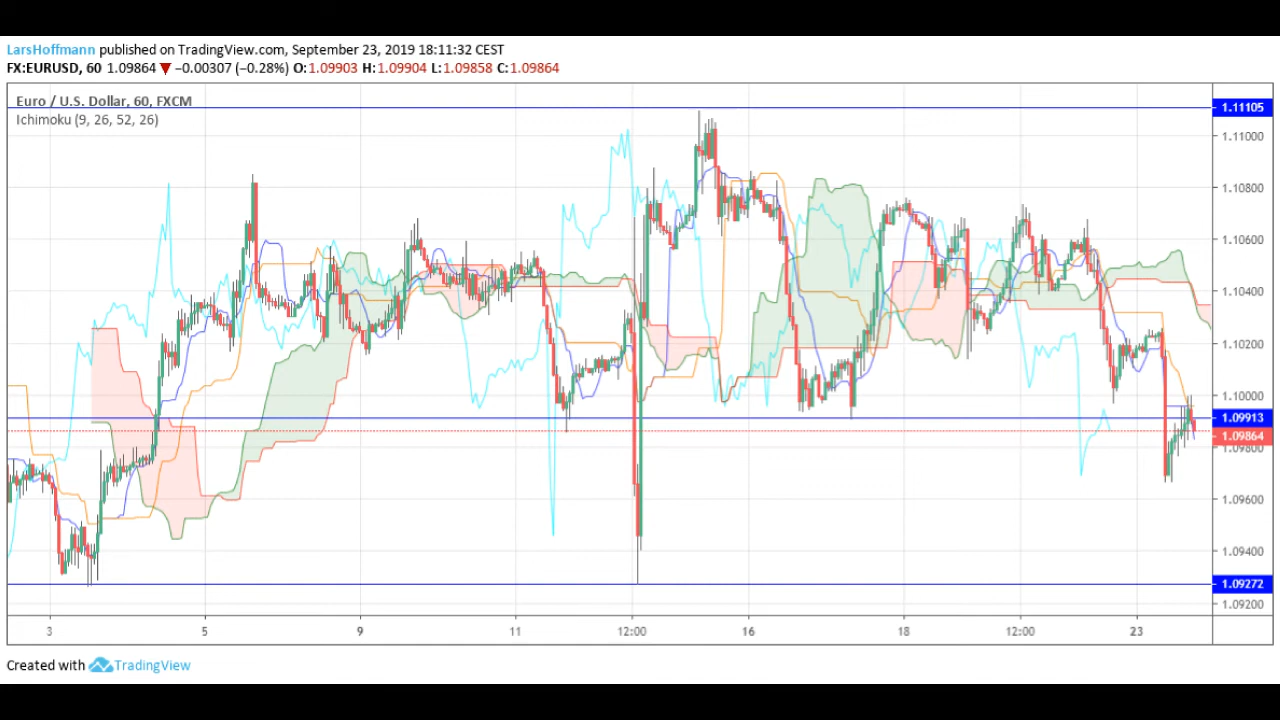 LarsHoffmann published on TradingView.com, September 23, 2019 18:11:32 CEST
FX:EURUSD, 60 1.09864 ▼ −0.00307 (−0.28%) O:1.09903 H:1.09904 L:1.09858 C:1.09864
Euro / U.S. Dollar, 60, FXCM
Ichimoku (9, 26, 52, 26)
1.11105
1.11000
1.10800
1.10600
1.10400
1.10200
1.10000
1.09913
1.09864
1.09800
1.09600
1.09400
1.09272
1.09200
3 5 9 11 12:00 16 18 12:00 23
Created with TradingView